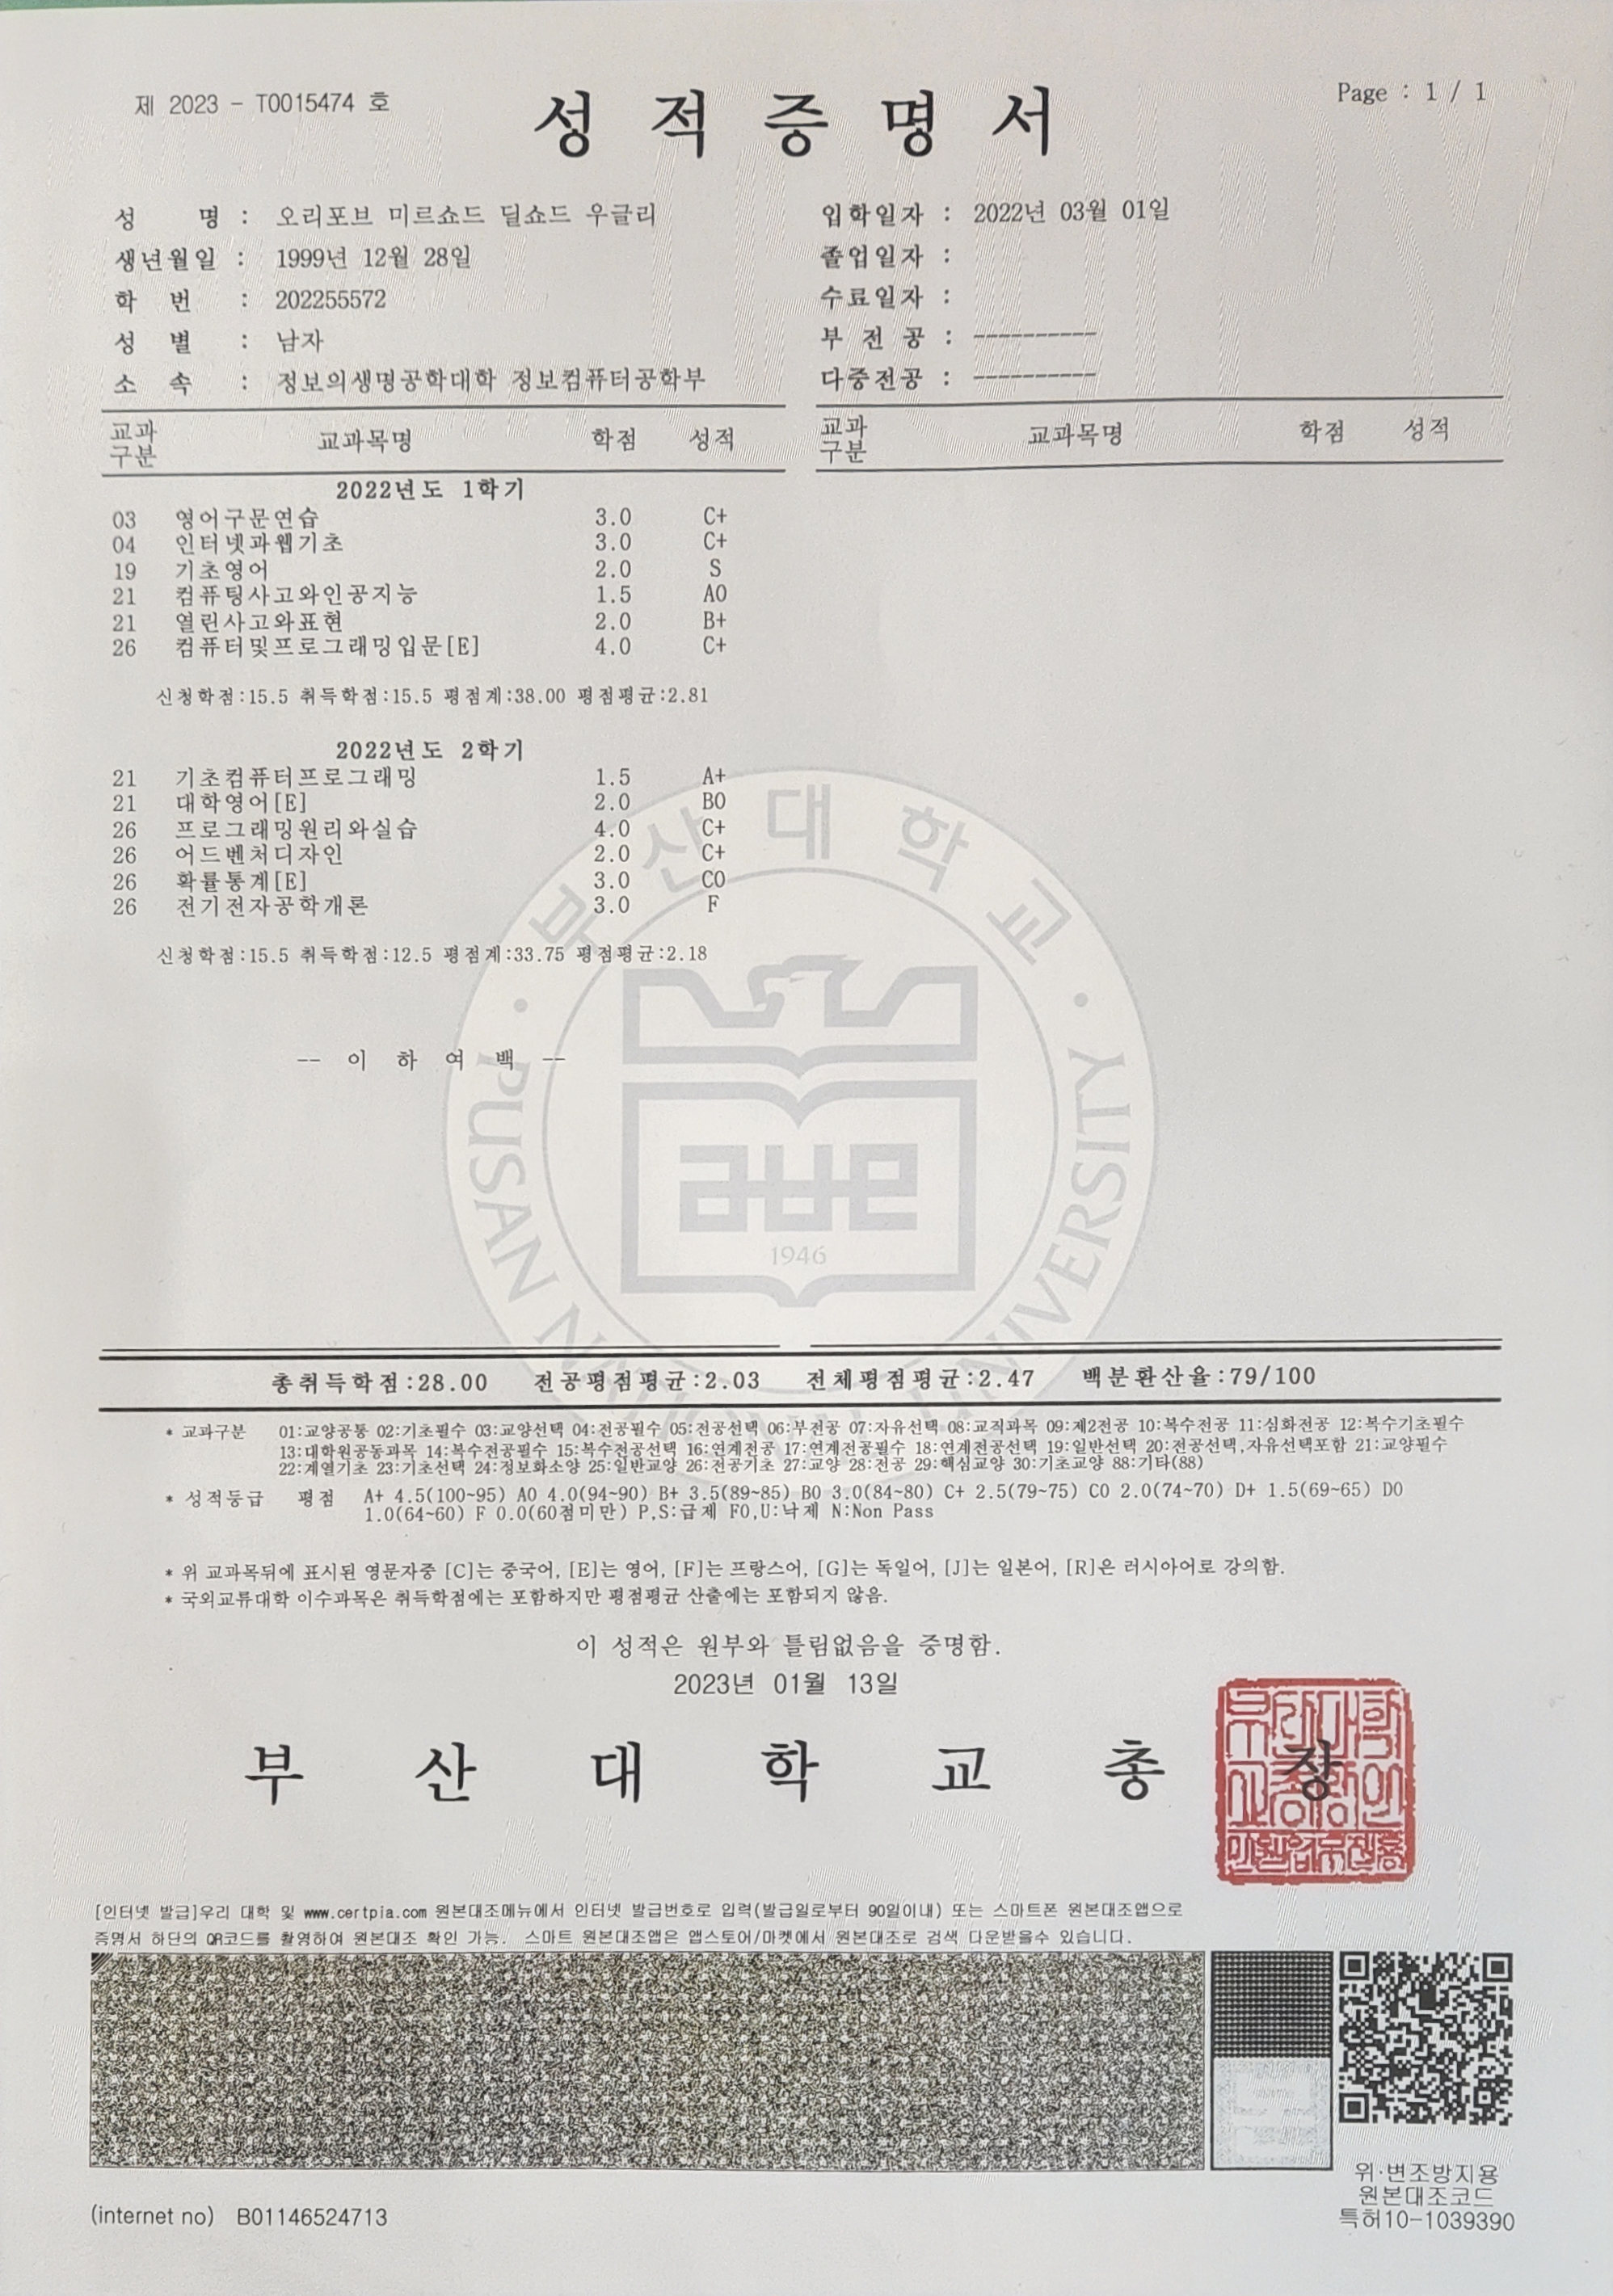 제 2023 - T0015474 호
성적증명서
Page : 1 / 1
성 명 : 오리포브 미르쇼드 딜쇼드 우글리
생년월일 : 1999년 12월 28일
학 번 : 202255572
성 별 : 남자
소 속 : 정보의생명공학대학 정보컴퓨터공학부
입학일자 : 2022년 03월 01일
졸업일자 :
수료일자 :
부 전 공 : ----------
다중전공 : ----------
교과구분 교과목명 학점 성적
2022년도 1학기
03 영어구문연습 3.0 C+
04 인터넷과웹기초 3.0 C+
19 기초영어 2.0 S
21 컴퓨팅사고와인공지능 1.5 A0
21 열린사고와표현 2.0 B+
26 컴퓨터및프로그래밍입문[E] 4.0 C+
신청학점:15.5 취득학점:15.5 평점계:38.00 평점평균:2.81
2022년도 2학기
21 기초컴퓨터프로그래밍 1.5 A+
21 대학영어[E] 2.0 B0
26 프로그래밍원리와실습 4.0 C+
26 어드벤처디자인 2.0 C+
26 확률통계[E] 3.0 C0
26 전기전자공학개론 3.0 F
신청학점:15.5 취득학점:12.5 평점계:33.75 평점평균:2.18
-- 이 하 여 백 --
교과구분 교과목명 학점 성적
부산대학교
PUSAN NATIONAL UNIVERSITY
1946
총취득학점:28.00 전공평점평균:2.03 전체평점평균:2.47 백분환산율:79/100
* 교과구분 01:교양공통 02:기초필수 03:교양선택 04:전공필수 05:전공선택 06:부전공 07:자유선택 08:교직과목 09:제2전공 10:복수전공 11:심화전공 12:복수기초필수
13:대학원공동과목 14:복수전공필수 15:복수전공선택 16:연계전공 17:연계전공필수 18:연계전공선택 19:일반선택 20:전공선택,자유선택포함 21:교양필수
22:계열기초 23:기초선택 24:정보화소양 25:일반교양 26:전공기초 27:교양 28:전공 29:핵심교양 30:기초교양 88:기타(88)
* 성적등급 평점 A+ 4.5(100~95) A0 4.0(94~90) B+ 3.5(89~85) B0 3.0(84~80) C+ 2.5(79~75) C0 2.0(74~70) D+ 1.5(69~65) D0
1.0(64~60) F 0.0(60점미만) P,S:급제 F0,U:낙제 N:Non Pass
* 위 교과목뒤에 표시된 영문자중 [C]는 중국어, [E]는 영어, [F]는 프랑스어, [G]는 독일어, [J]는 일본어, [R]은 러시아어로 강의함.
* 국외교류대학 이수과목은 취득학점에는 포함하지만 평점평균 산출에는 포함되지 않음.
이 성적은 원부와 틀림없음을 증명함.
2023년 01월 13일
부산대학교총장
부산대학
교총장인
민원업무전용
[인터넷 발급]우리 대학 및 www.certpia.com 원본대조메뉴에서 인터넷 발급번호로 입력(발급일로부터 90일이내) 또는 스마트폰 원본대조앱으로
증명서 하단의 QR코드를 촬영하여 원본대조 확인 가능. 스마트 원본대조앱은 앱스토어/마켓에서 원본대조로 검색 다운받을수 있습니다.
위·변조방지용
원본대조코드
특허10-1039390
(internet no) B01146524713